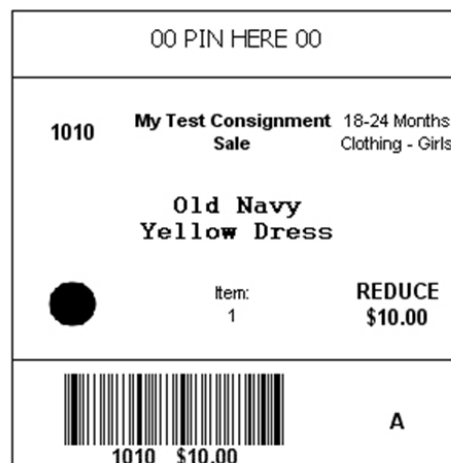 00 PIN HERE 00
1010 My Test Consignment 18-24 Months
Sale Clothing - Girls
Old Navy
Yellow Dress
Item: REDUCE
1 $10.00
1010 $10.00
A